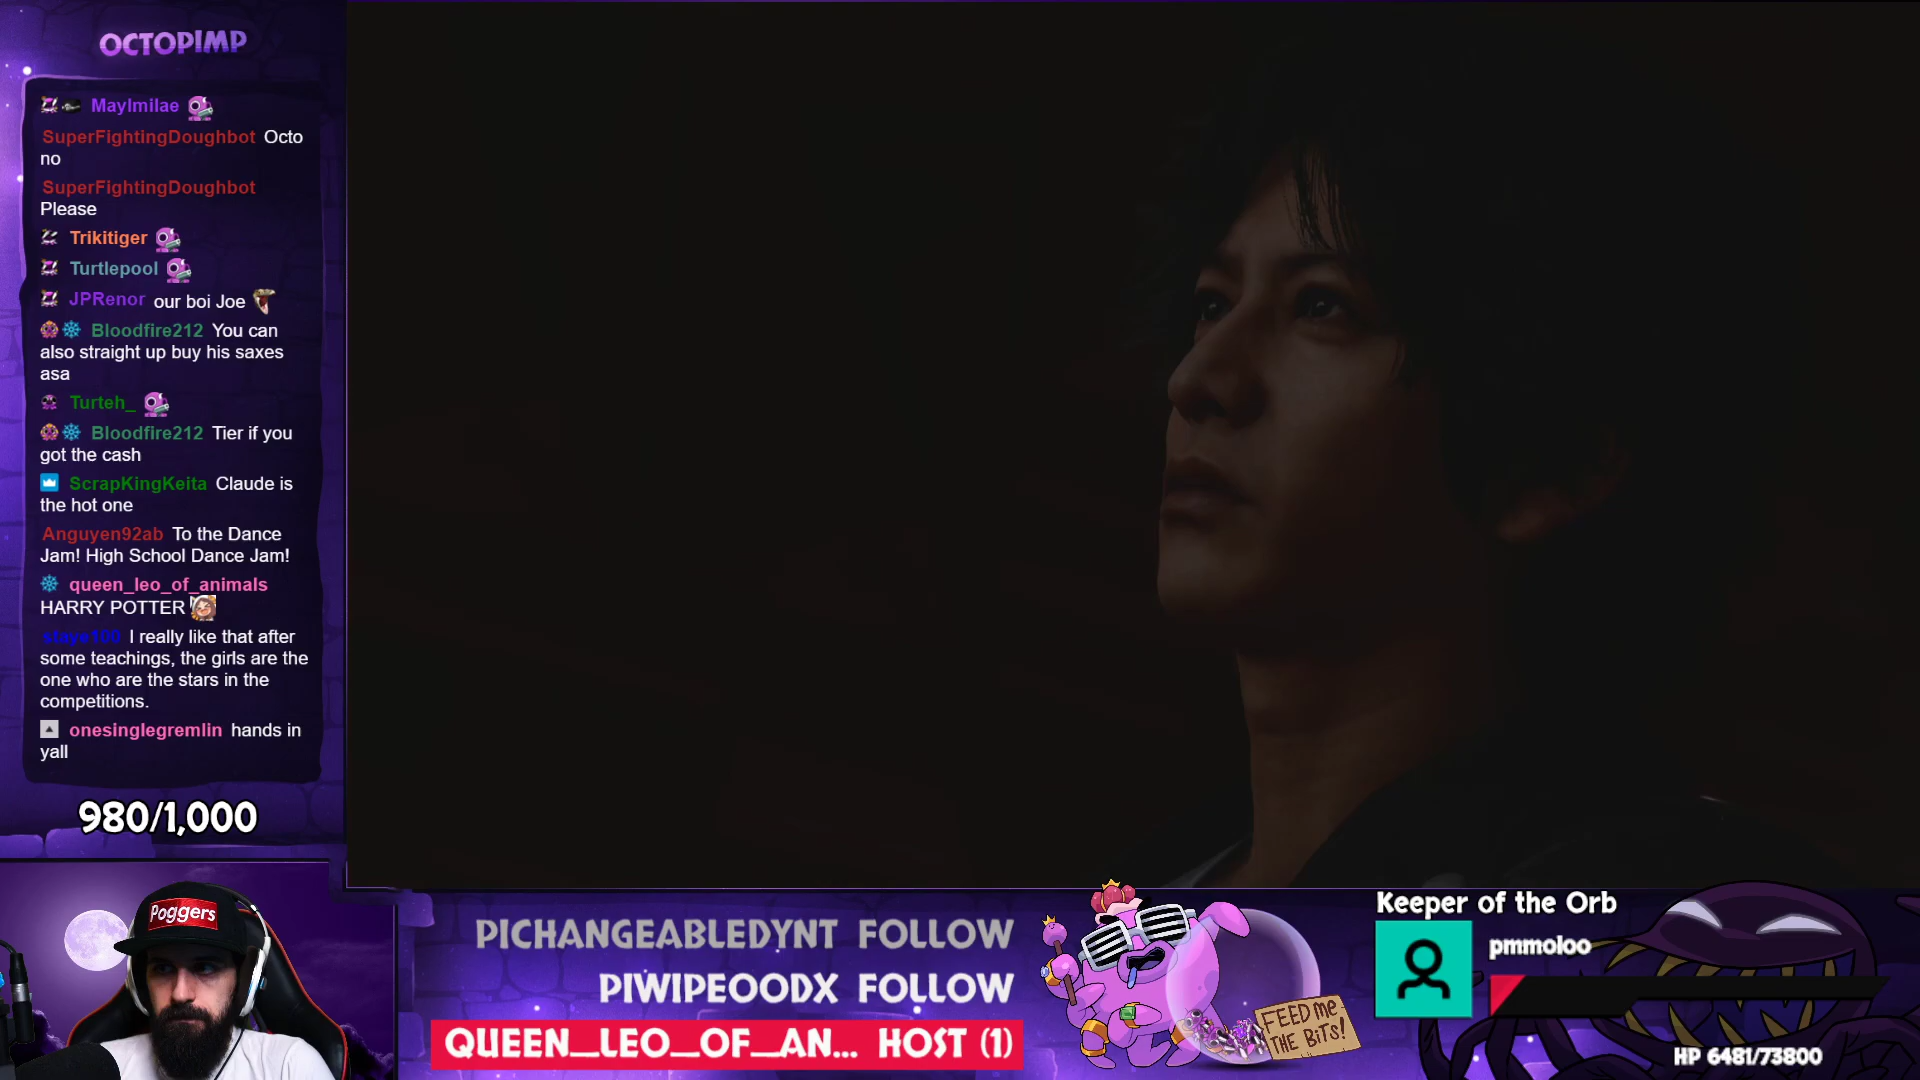 OCTOPIMP
MayImilae
SuperFightingDoughbot Octo
no
SuperFightingDoughbot
Please
Trikitiger
Turtlepool
JPRenor our boi Joe
Bloodfire212 You can
also straight up buy his saxes
asa
Turteh_
Bloodfire212 Tier if you
got the cash
ScrapKingKeita Claude is
the hot one
Anguyen92ab To the Dance
Jam! High School Dance Jam!
queen_leo_of_animals
HARRY POTTER
staye100 I really like that after
some teachings, the girls are the
one who are the stars in the
competitions.
onesinglegremlin hands in
yall
980/1,000
Poggers
PICHANGEABLEDYNT FOLLOW
PIWIPEOODX FOLLOW
QUEEN_LEO_OF_AN... HOST (1)
FEED ME
THE BITS!
Keeper of the Orb
pmmoloo
HP 6481/73800